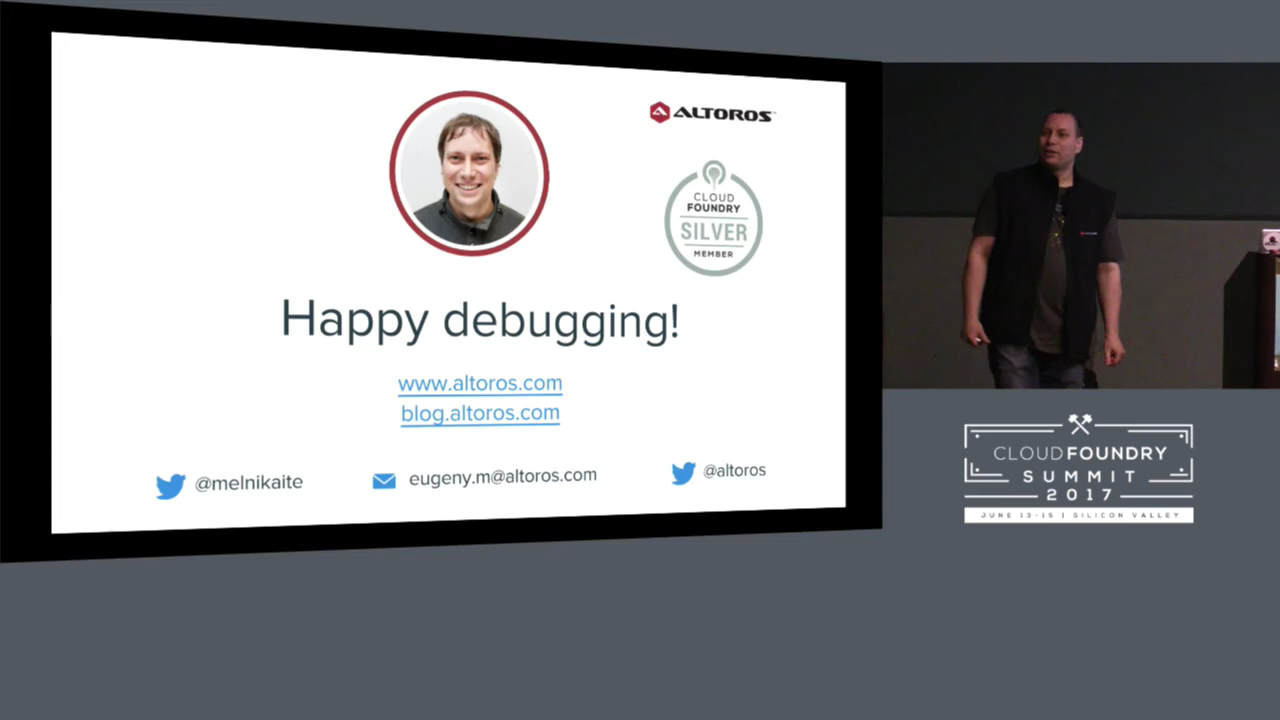 ALTOROS
CLOUD
FOUNDRY
SILVER
MEMBER
Happy debugging!
www.altoros.com
blog.altoros.com
@melnikaite
eugeny.m@altoros.com
@altoros
CLOUD FOUNDRY
SUMMIT
2017
JUNE 13-15 | SILICON VALLEY